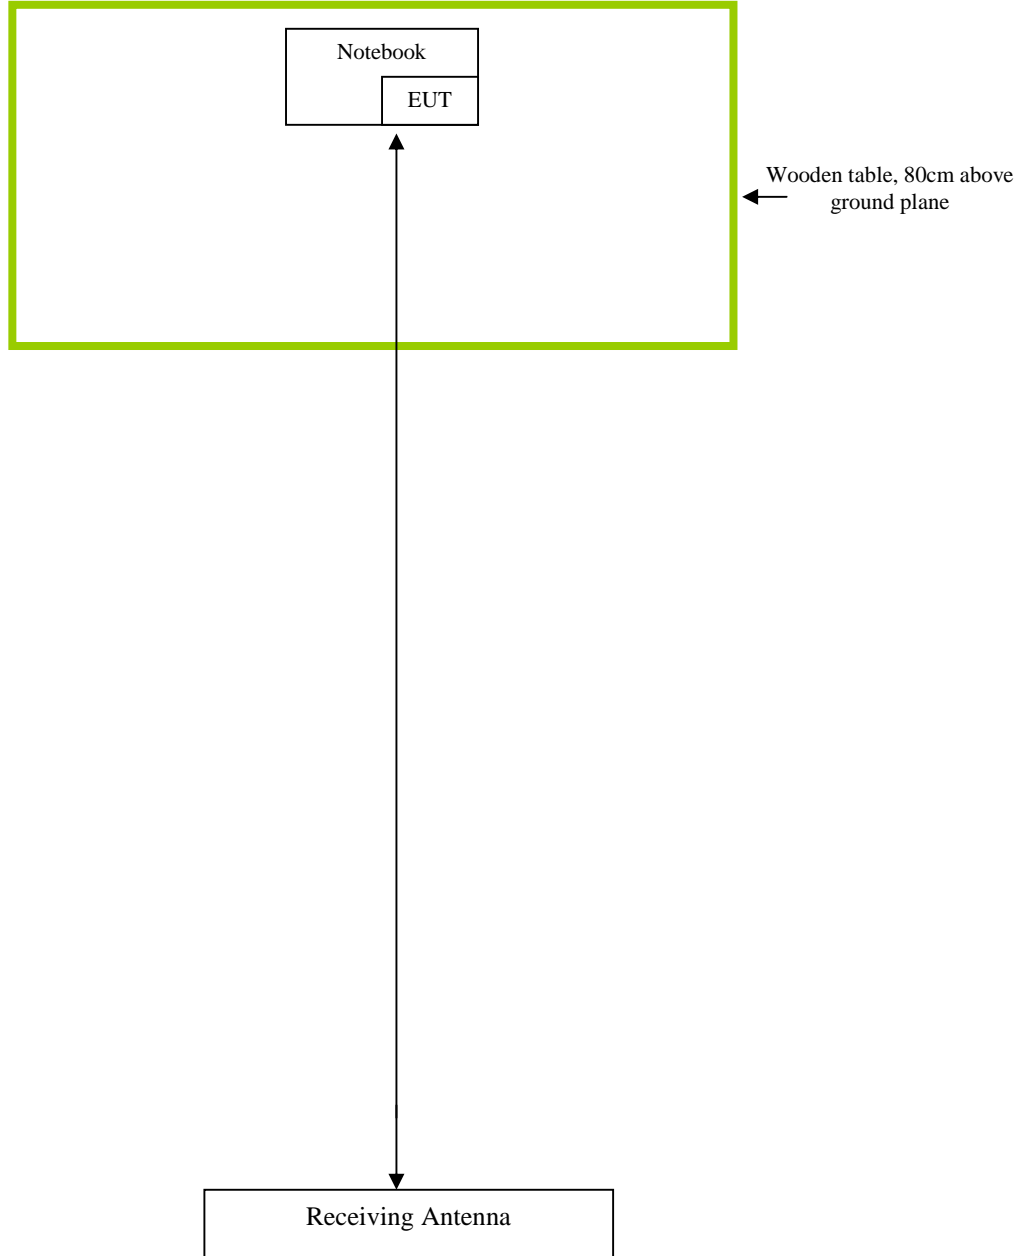 Notebook
EUT
Wooden table, 80cm above
ground plane
Receiving Antenna